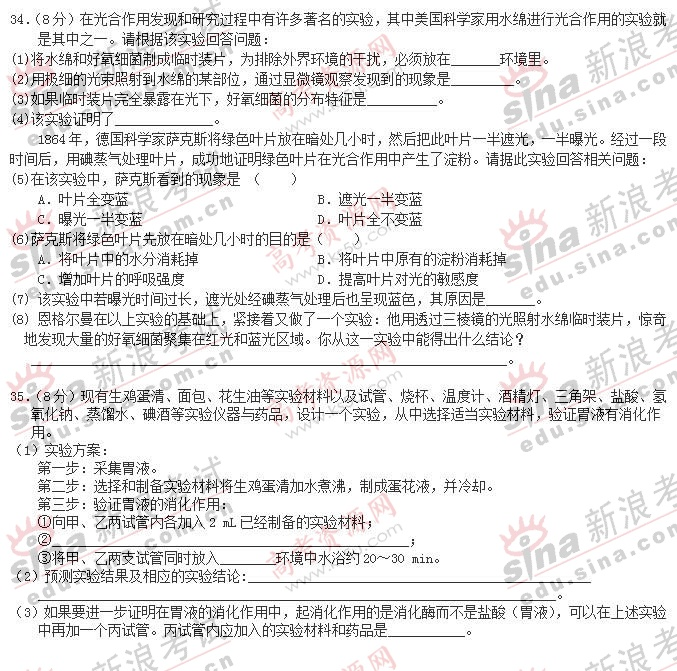 34.(8分)在光合作用发现和研究过程中有许多著名的实验，其中美国科学家用水绵进行光合作用的实验就
是其中之一。请根据该实验回答问题：
(1)将水绵和好氧细菌制成临时装片，为排除外界环境的干扰，必须放在_______环境里。
(2)用极细的光束照射到水绵的某部位，通过显微镜观察发现到的现象是_________。
(3)如果临时装片完全暴露在光下，好氧细菌的分布特征是__________。
(4)该实验证明了______________。
1864年，德国科学家萨克斯将绿色叶片放在暗处几小时，然后把此叶片一半遮光，一半曝光。经过一段
时间后，用碘蒸气处理叶片，成功地证明绿色叶片在光合作用中产生了淀粉。请据此实验回答相关问题：
(5)在该实验中，萨克斯看到的现象是 （　　）
A．叶片全变蓝 B．遮光一半变蓝
C．曝光一半变蓝 D．叶片全不变蓝
(6)萨克斯将绿色叶片先放在暗处几小时的目的是（　　）
A．将叶片中的水分消耗掉 B．将叶片中原有的淀粉消耗掉
C．增加叶片的呼吸强度 D．提高叶片对光的敏感度
(7) 该实验中若曝光时间过长，遮光处经碘蒸气处理后也呈现蓝色，其原因是_______。
(8) 恩格尔曼在以上实验的基础上，紧接着又做了一个实验：他用透过三棱镜的光照射水绵临时装片，惊奇
地发现大量的好氧细菌聚集在红光和蓝光区域。你从这一实验中能得出什么结论？
____________________________________________________________________。
35.(8分)现有生鸡蛋清、面包、花生油等实验材料以及试管、烧杯、温度计、酒精灯、三角架、盐酸、氢
氧化钠、蒸馏水、碘酒等实验仪器与药品，设计一个实验，从中选择适当实验材料，验证胃液有消化作
用。
(1)实验方案：
第一步：采集胃液。
第二步：选择和制备实验材料将生鸡蛋清加水煮沸，制成蛋花液，并冷却。
第三步：验证胃液的消化作用；
①向甲、乙两试管内各加入2 mL已经制备的实验材料；
②___________________________________________________；
③将甲、乙两支试管同时放入________环境中水浴约20～30 min。
(2)预测实验结果及相应的实验结论:_________________________________________________
__________________________________________________________________________。
(3)如果要进一步证明在胃液的消化作用中，起消化作用的是消化酶而不是盐酸(胃液)，可以在上述实验
中再加一个丙试管。丙试管内应加入的实验材料和药品是___________。